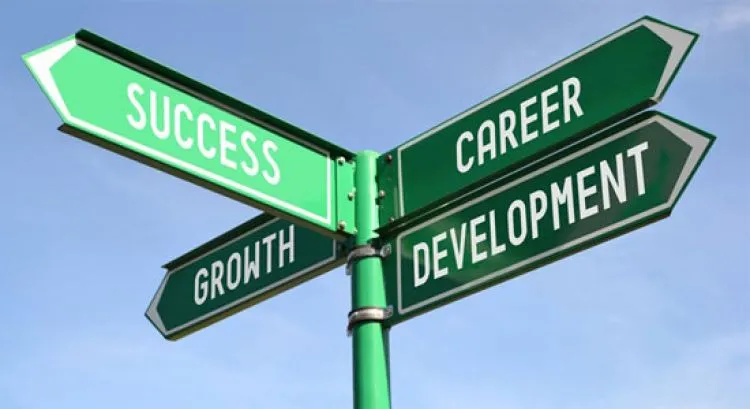 SUCCESS
CAREER
GROWTH
DEVELOPMENT